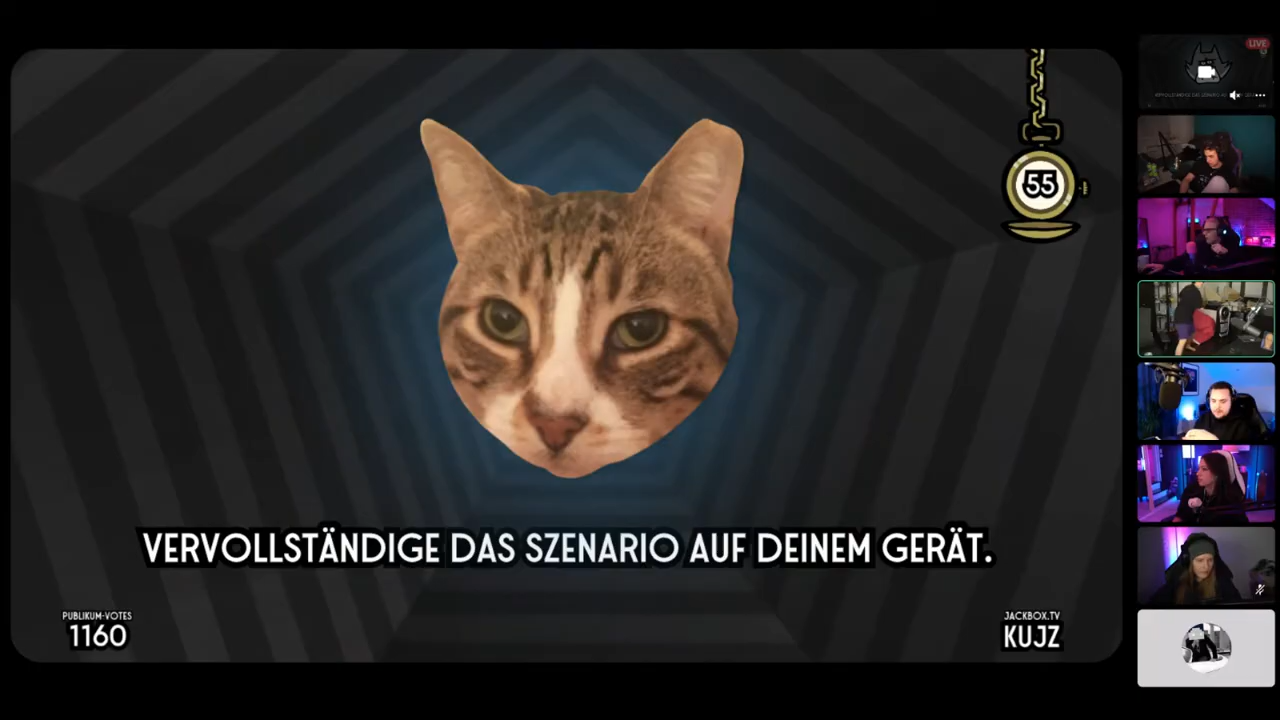 LIVE
55
VERVOLLSTÄNDIGE DAS SZENARIO AUF DEINEM GERÄT.
PUBLIKUM-VOTES
1160
JACKBOX.TV
KUJZ